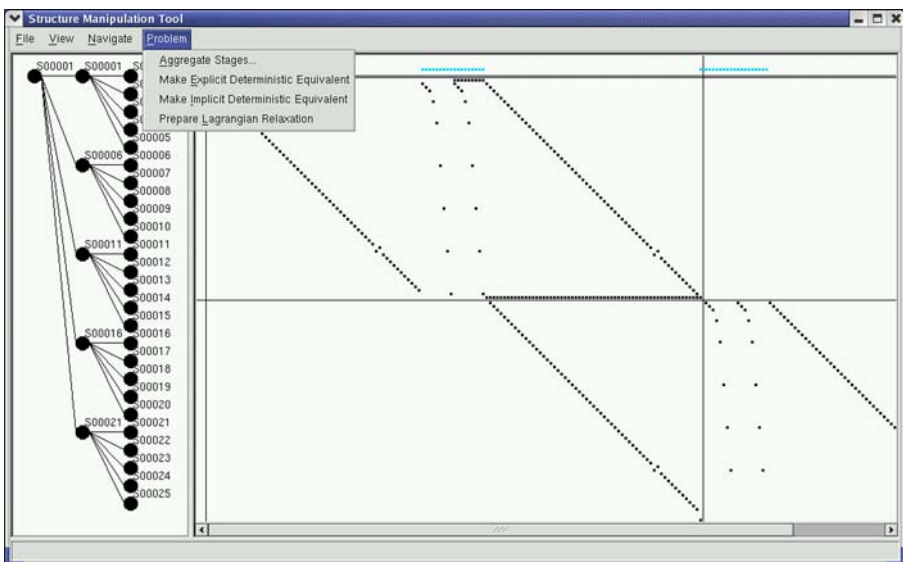 Structure Manipulation Tool
File View Navigate Problem
Aggregate Stages...
Make Explicit Deterministic Equivalent
Make Implicit Deterministic Equivalent
Prepare Lagrangian Relaxation
S00001 S00001
S00005
S00006 S00006
S00007
S00008
S00009
S00010
S00011 S00011
S00012
S00013
S00014
S00015
S00016 S00016
S00017
S00018
S00019
S00020
S00021 S00021
S00022
S00023
S00024
S00025